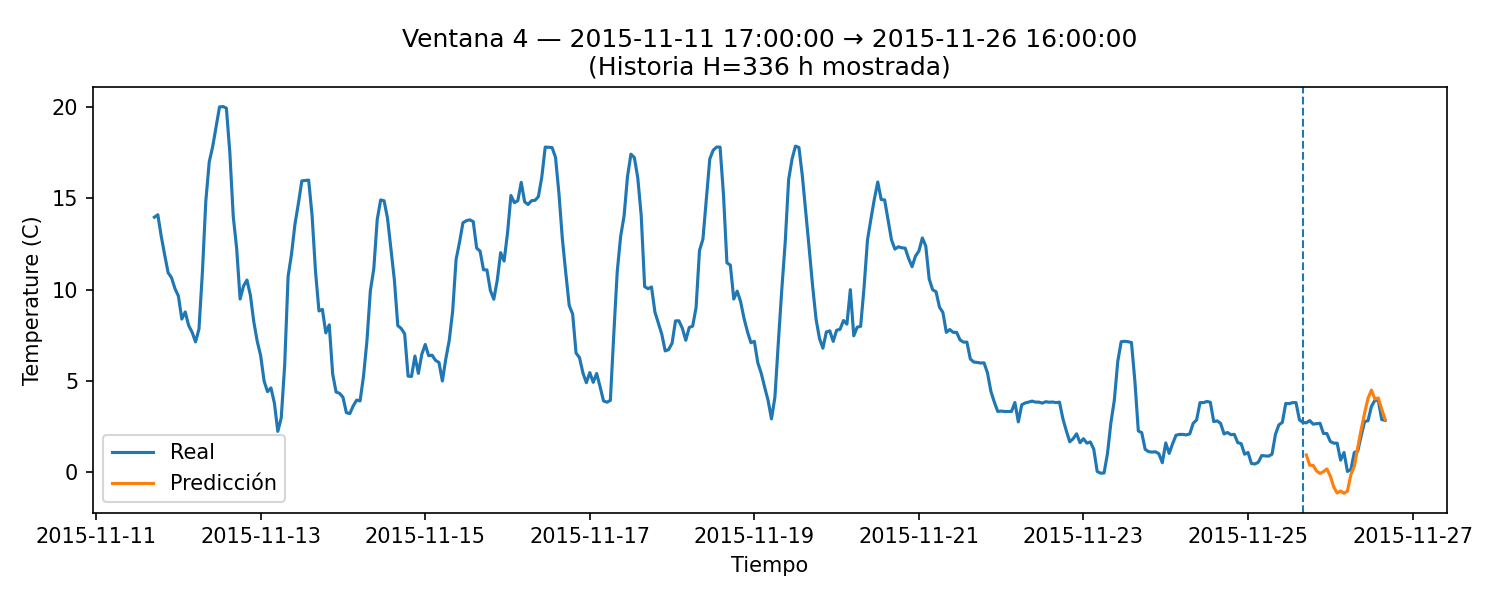 Ventana 4 — 2015-11-11 17:00:00 → 2015-11-26 16:00:00
(Historia H=336 h mostrada)
Temperature (C)
20
15
10
5
0
Real
Predicción
2015-11-11 2015-11-13 2015-11-15 2015-11-17 2015-11-19 2015-11-21 2015-11-23 2015-11-25 2015-11-27
Tiempo